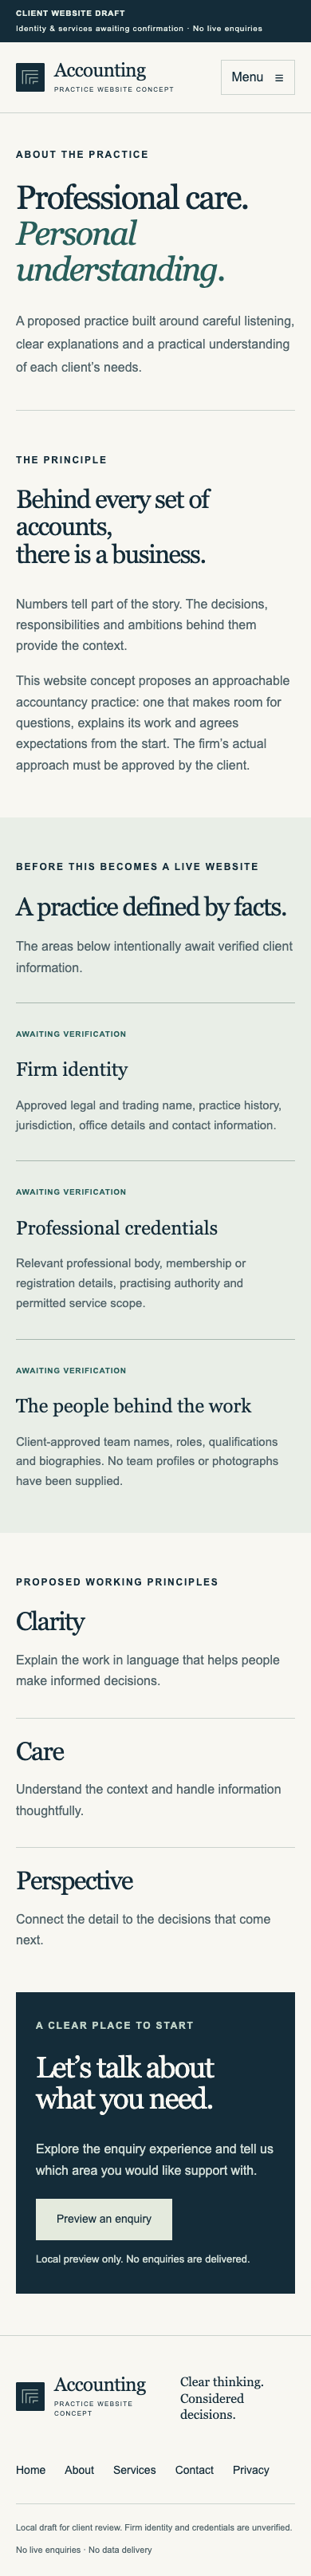 CLIENT WEBSITE DRAFT
Identity & services awaiting confirmation · No live enquiries
Accounting
PRACTICE WEBSITE CONCEPT
Menu ≡
ABOUT THE PRACTICE
Professional care.
Personal
understanding.
A proposed practice built around careful listening,
clear explanations and a practical understanding
of each client’s needs.
THE PRINCIPLE
Behind every set of
accounts,
there is a business.
Numbers tell part of the story. The decisions,
responsibilities and ambitions behind them
provide the context.
This website concept proposes an approachable
accountancy practice: one that makes room for
questions, explains its work and agrees
expectations from the start. The firm’s actual
approach must be approved by the client.
BEFORE THIS BECOMES A LIVE WEBSITE
A practice defined by facts.
The areas below intentionally await verified client
information.
AWAITING VERIFICATION
Firm identity
Approved legal and trading name, practice history,
jurisdiction, office details and contact information.
AWAITING VERIFICATION
Professional credentials
Relevant professional body, membership or
registration details, practising authority and
permitted service scope.
AWAITING VERIFICATION
The people behind the work
Client-approved team names, roles, qualifications
and biographies. No team profiles or photographs
have been supplied.
PROPOSED WORKING PRINCIPLES
Clarity
Explain the work in language that helps people
make informed decisions.
Care
Understand the context and handle information
thoughtfully.
Perspective
Connect the detail to the decisions that come
next.
A CLEAR PLACE TO START
Let’s talk about
what you need.
Explore the enquiry experience and tell us
which area you would like support with.
Preview an enquiry
Local preview only. No enquiries are delivered.
Accounting
PRACTICE WEBSITE
CONCEPT
Clear thinking.
Considered
decisions.
Home About Services Contact Privacy
Local draft for client review. Firm identity and credentials are unverified.
No live enquiries · No data delivery